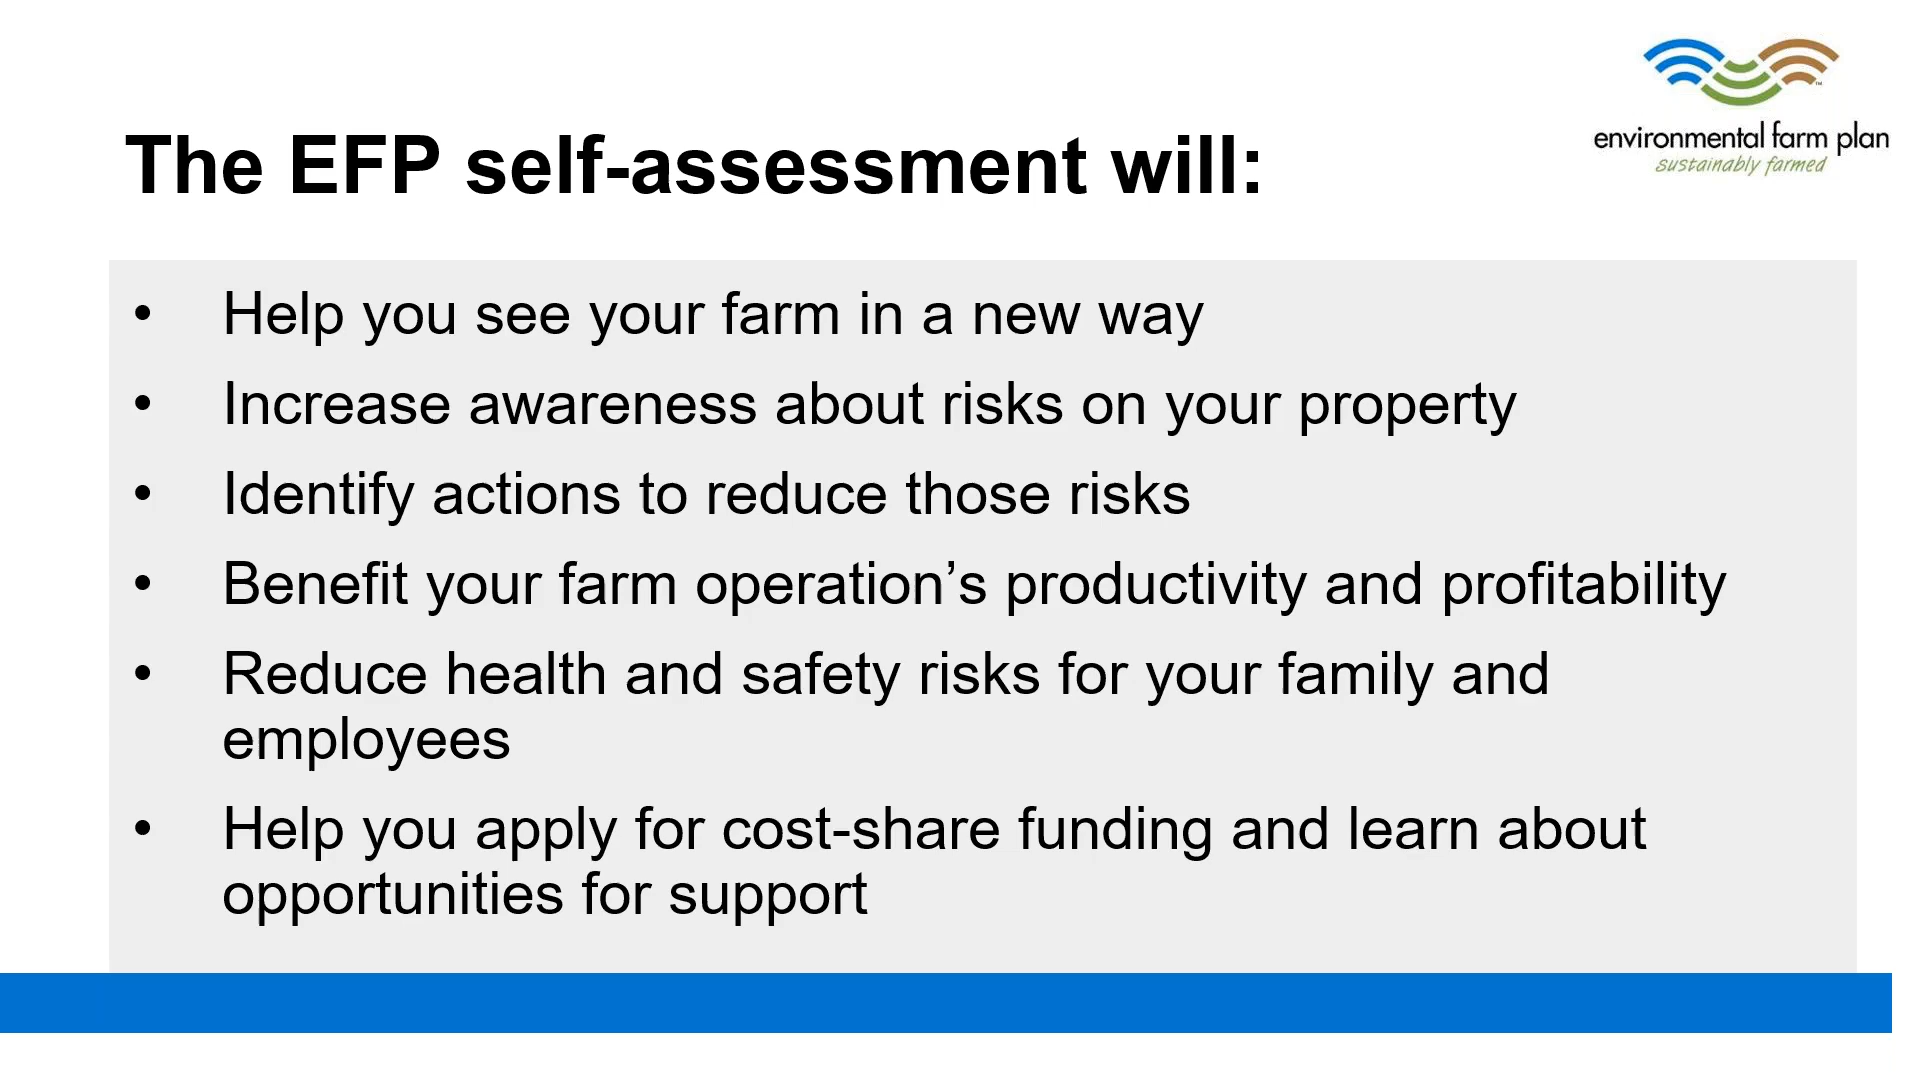 environmental farm plan
sustainably farmed
The EFP self-assessment will:
• Help you see your farm in a new way
• Increase awareness about risks on your property
• Identify actions to reduce those risks
• Benefit your farm operation’s productivity and profitability
• Reduce health and safety risks for your family and
employees
• Help you apply for cost-share funding and learn about
opportunities for support